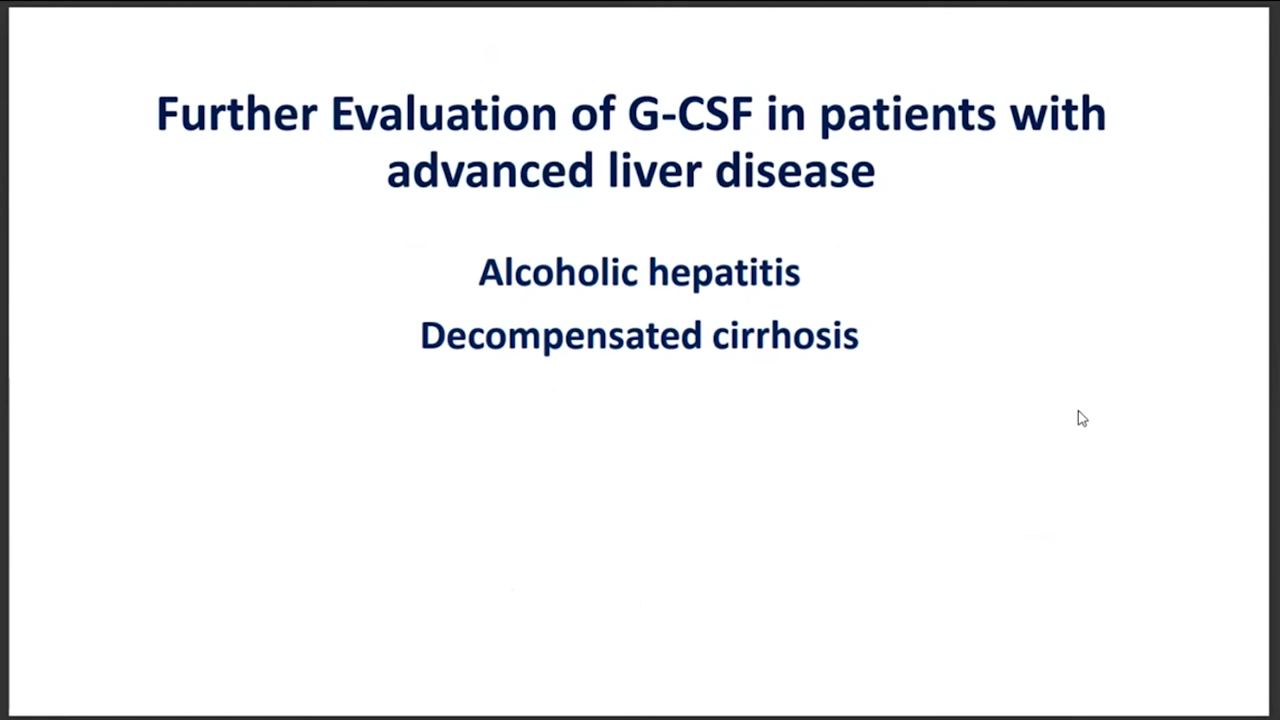 Further Evaluation of G-CSF in patients with
advanced liver disease
Alcoholic hepatitis
Decompensated cirrhosis